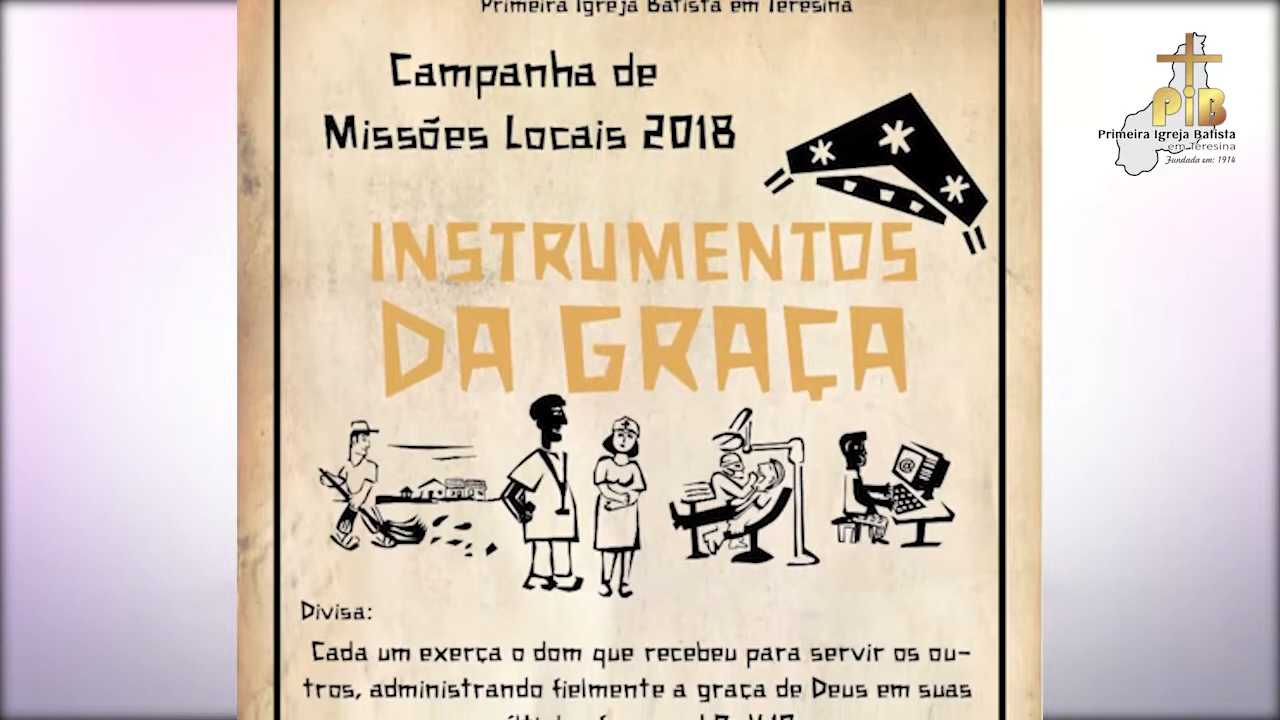 Primeira Igreja Batista em Teresina
Campanha de
Missões Locais 2018
INSTRUMENTOS
DA GRAÇA
Divisa:
Cada um exerça o dom que recebeu para servir os ou-
tros, administrando fielmente a graça de Deus em suas
PiB
Primeira Igreja Batista
em Teresina
Fundada em: 1914
@